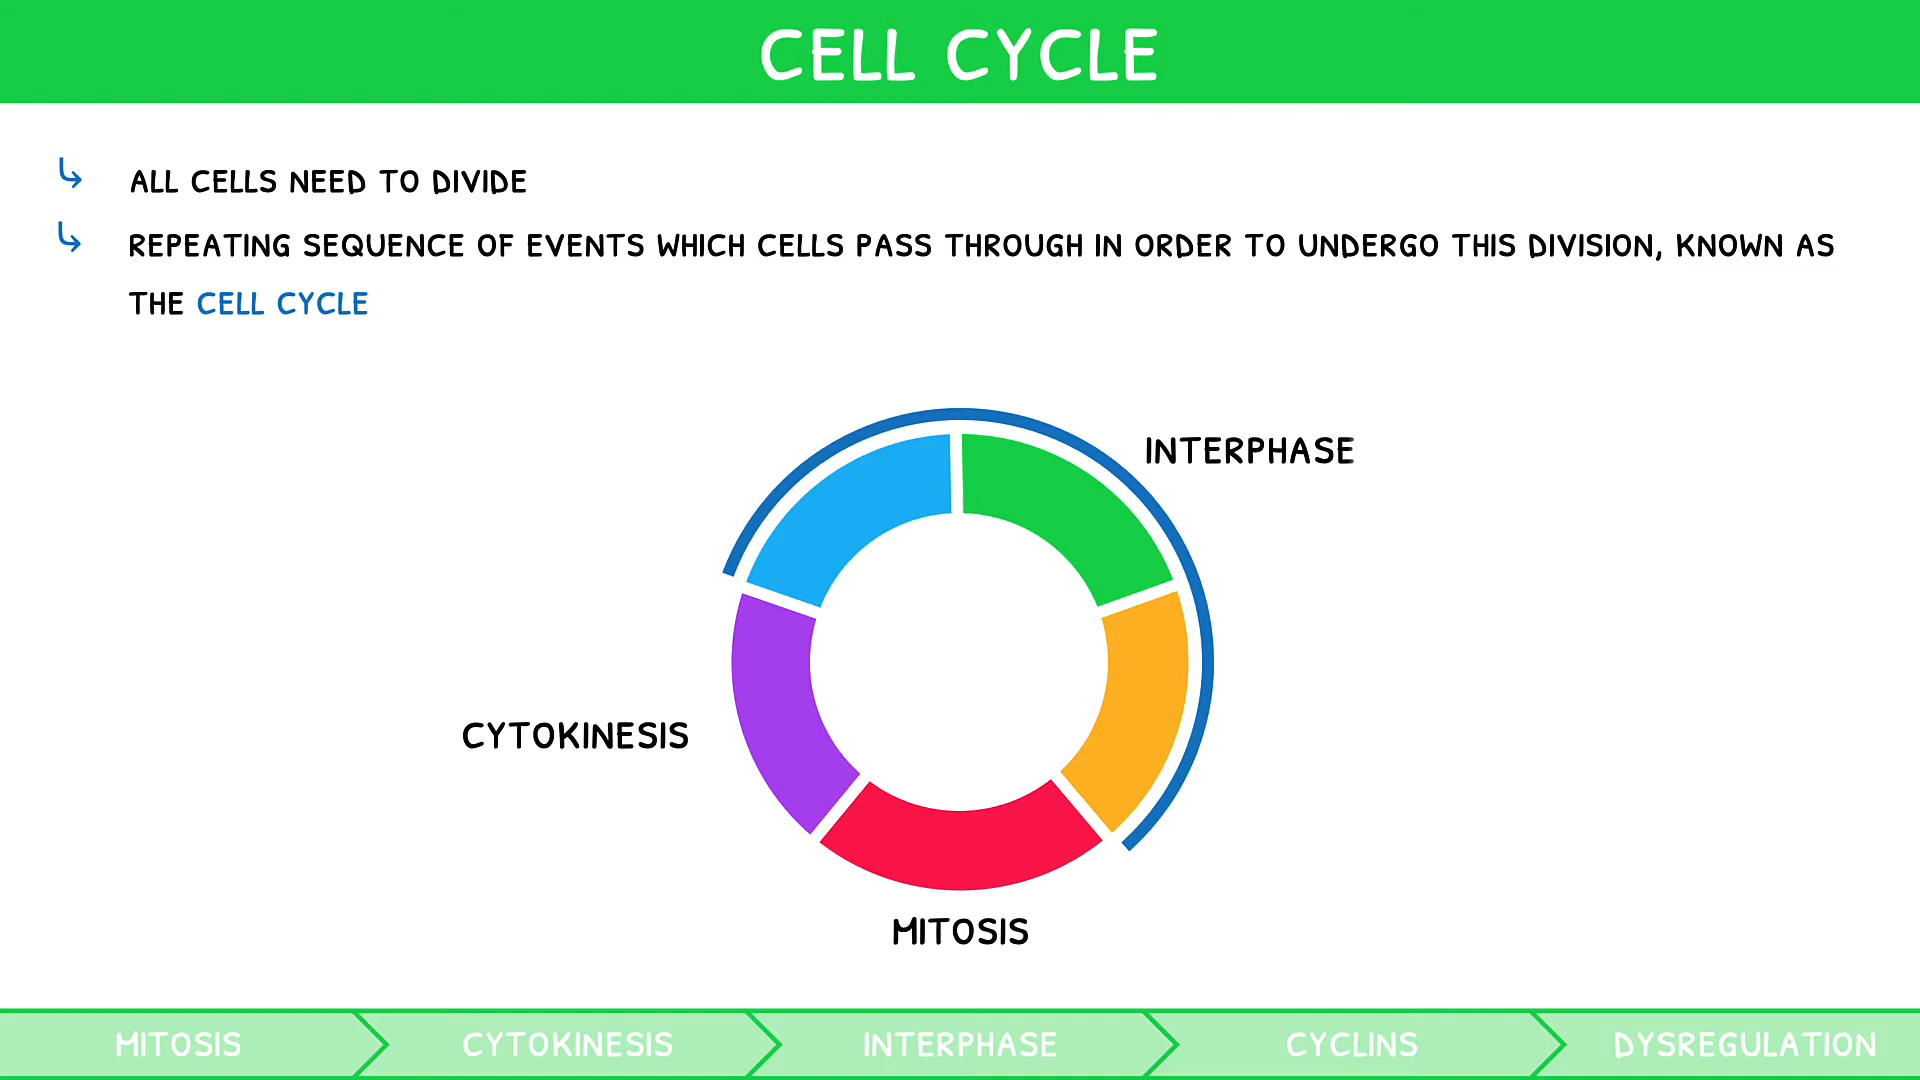 CELL CYCLE
ALL CELLS NEED TO DIVIDE
REPEATING SEQUENCE OF EVENTS WHICH CELLS PASS THROUGH IN ORDER TO UNDERGO THIS DIVISION, KNOWN AS
THE CELL CYCLE
INTERPHASE
CYTOKINESIS
MITOSIS
MITOSIS
CYTOKINESIS
INTERPHASE
CYCLINS
DYSREGULATION